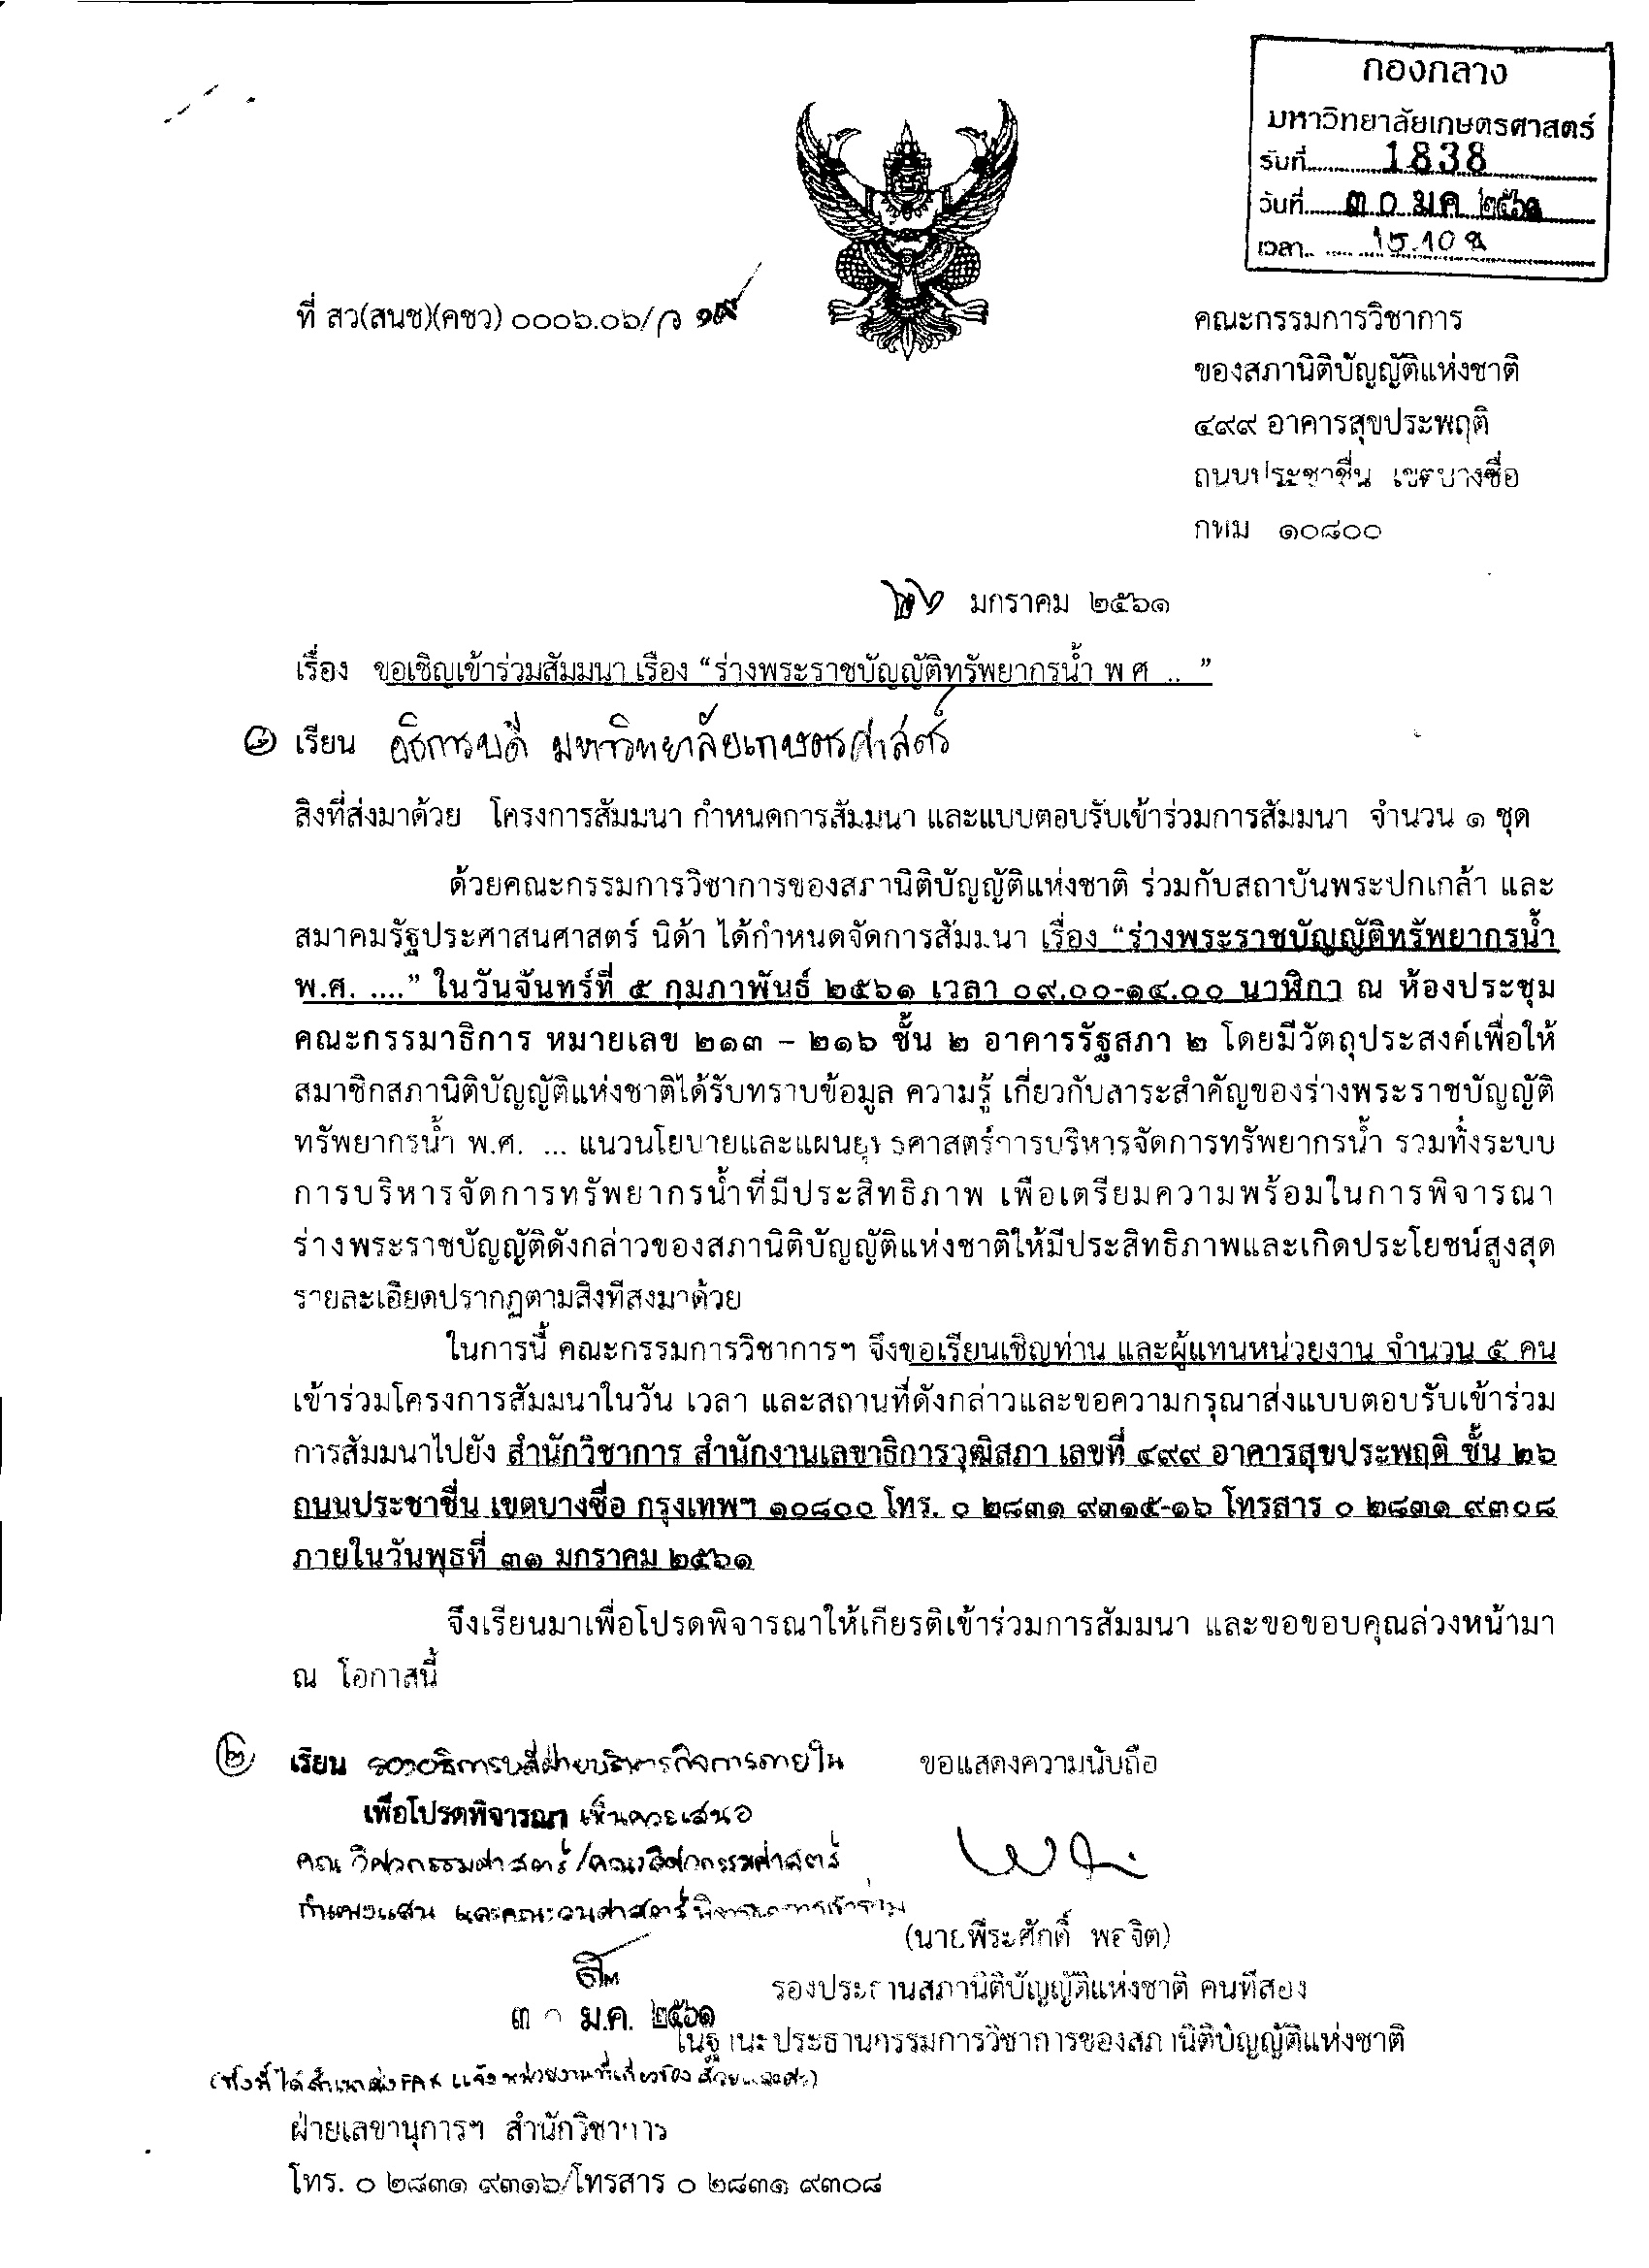 กองกลาง
มหาวิทยาลัยเกษตรศาสตร์
รับที่ 1838
วันที่ ๓๐ มค ๒๕๖๑
เวลา 15.10 น
ที่ สว(สนช)(คชว) ๐๐๐๖.๐๖/ว ๑๙
คณะกรรมการวิชาการ
ของสภานิติบัญญัติแห่งชาติ
๔๙๙ อาคารสุขประพฤติ
ถนนประชาชื่น เขตบางซื่อ
กทม ๑๐๘๐๐
มกราคม ๒๕๖๑
เรื่อง ขอเชิญเข้าร่วมสัมมนา เรื่อง “ร่างพระราชบัญญัติทรัพยากรน้ำ พ ศ .. ”
๑ เรียน อธิการบดี มหาวิทยาลัยเกษตรศาสตร์
สิ่งที่ส่งมาด้วย โครงการสัมมนา กำหนดการสัมมนา และแบบตอบรับเข้าร่วมการสัมมนา จำนวน ๑ ชุด
ด้วยคณะกรรมการวิชาการของสภานิติบัญญัติแห่งชาติ ร่วมกับสถาบันพระปกเกล้า และ
สมาคมรัฐประศาสนศาสตร์ นิด้า ได้กำหนดจัดการสัมมนา เรื่อง “ร่างพระราชบัญญัติทรัพยากรน้ำ
พ.ศ. ....” ในวันจันทร์ที่ ๕ กุมภาพันธ์ ๒๕๖๑ เวลา ๐๙.๐๐-๑๔.๐๐ นาฬิกา ณ ห้องประชุม
คณะกรรมาธิการ หมายเลข ๒๑๓ – ๒๑๖ ชั้น ๒ อาคารรัฐสภา ๒ โดยมีวัตถุประสงค์เพื่อให้
สมาชิกสภานิติบัญญัติแห่งชาติได้รับทราบข้อมูล ความรู้ เกี่ยวกับสาระสำคัญของร่างพระราชบัญญัติ
ทรัพยากรน้ำ พ.ศ. ... แนวนโยบายและแผนยุทธศาสตร์การบริหารจัดการทรัพยากรน้ำ รวมทั้งระบบ
การบริหารจัดการทรัพยากรน้ำที่มีประสิทธิภาพ เพื่อเตรียมความพร้อมในการพิจารณา
ร่างพระราชบัญญัติดังกล่าวของสภานิติบัญญัติแห่งชาติให้มีประสิทธิภาพและเกิดประโยชน์สูงสุด
รายละเอียดปรากฏตามสิ่งที่ส่งมาด้วย
ในการนี้ คณะกรรมการวิชาการฯ จึงขอเรียนเชิญท่าน และผู้แทนหน่วยงาน จำนวน ๕ คน
เข้าร่วมโครงการสัมมนาในวัน เวลา และสถานที่ดังกล่าวและขอความกรุณาส่งแบบตอบรับเข้าร่วม
การสัมมนาไปยัง สำนักวิชาการ สำนักงานเลขาธิการวุฒิสภา เลขที่ ๔๙๙ อาคารสุขประพฤติ ชั้น ๒๖
ถนนประชาชื่น เขตบางซื่อ กรุงเทพฯ ๑๐๘๐๐ โทร. ๐ ๒๘๓๑ ๙๓๑๕-๑๖ โทรสาร ๐ ๒๘๓๑ ๙๓๐๘
ภายในวันพุธที่ ๓๑ มกราคม ๒๕๖๑
จึงเรียนมาเพื่อโปรดพิจารณาให้เกียรติเข้าร่วมการสัมมนา และขอขอบคุณล่วงหน้ามา
ณ โอกาสนี้
๒ เรียน รองอธิการบดีฝ่ายบริหารกิจการภายใน
เพื่อโปรดพิจารณา เห็นควรเสนอ
คณะวิศวกรรมศาสตร์/คณะวิศวกรรมศาสตร์
กำแพงแสน และคณะวนศาสตร์พิจารณาการเข้าร่วม
๓๐ ม.ค. ๒๕๖๑
ขอแสดงความนับถือ
(นายพีระศักดิ์ พอจิต)
รองประธานสภานิติบัญญัติแห่งชาติ คนที่สอง
ในฐานะประธานกรรมการวิชาการของสภานิติบัญญัติแห่งชาติ
(ทั้งนี้ ได้สำเนาส่ง FAX แจ้งหน่วยงานที่เกี่ยวข้อง ด้วยแล้วค่ะ)
ฝ่ายเลขานุการฯ สำนักวิชาการ
โทร. ๐ ๒๘๓๑ ๙๓๑๖/โทรสาร ๐ ๒๘๓๑ ๙๓๐๘